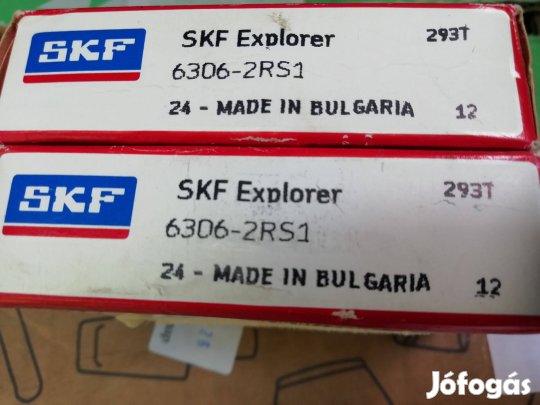 SKF
SKF Explorer
293T
6306-2RS1
24 - MADE IN BULGARIA
12
SKF
SKF Explorer
293T
6306-2RS1
24 - MADE IN BULGARIA
12
Jófogás